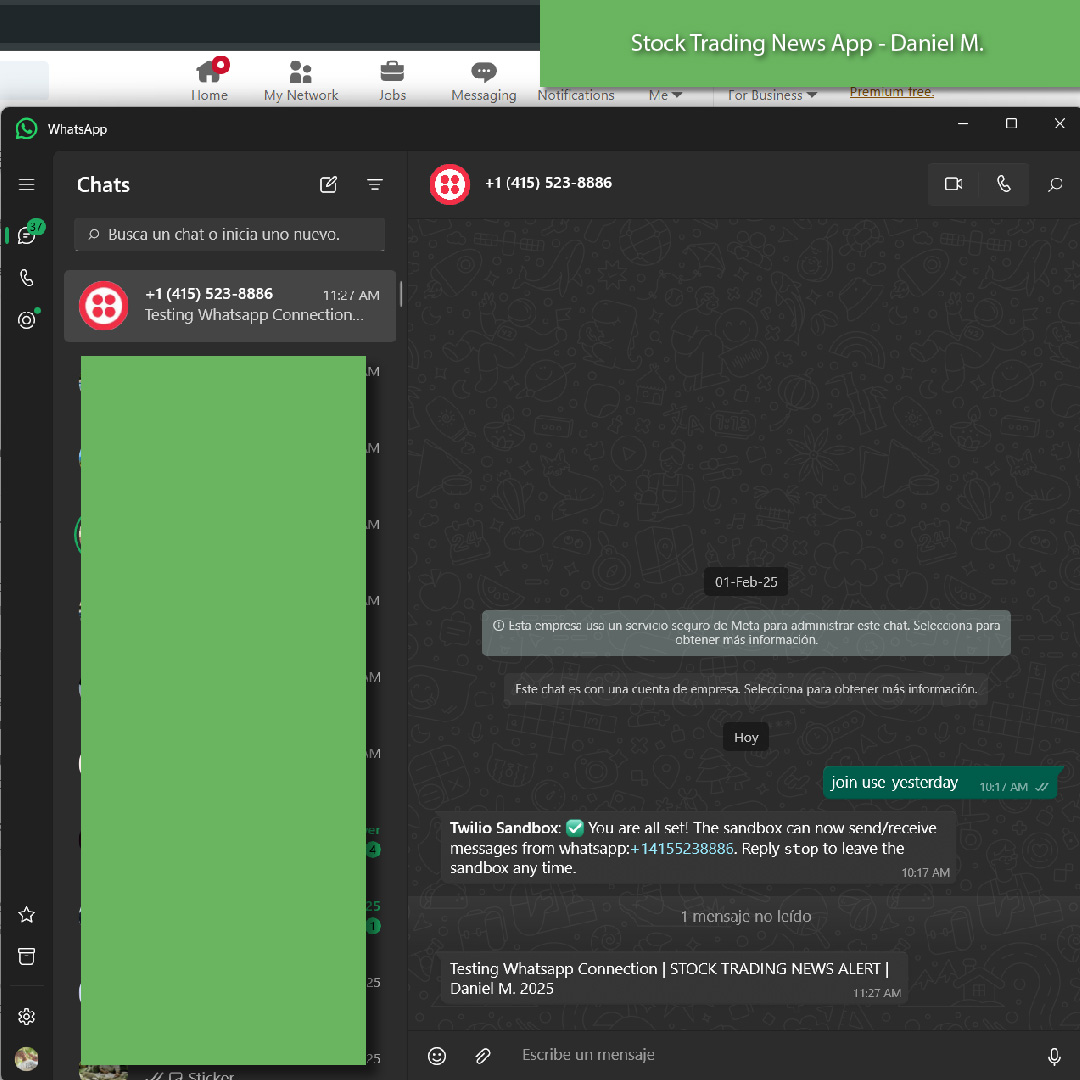 Stock Trading News App - Daniel M.
Home
My Network
Jobs
Messaging
Notifications
Me
For Business
Premium free.
WhatsApp
Chats
+1 (415) 523-8886
37
Busca un chat o inicia uno nuevo.
+1 (415) 523-8886
11:27 AM
Testing Whatsapp Connection...
AM
AM
AM
AM
AM
AM
4
25
1
25
25
Sticker
01-Feb-25
Esta empresa usa un servicio seguro de Meta para administrar este chat. Selecciona para
obtener más información.
Este chat es con una cuenta de empresa. Selecciona para obtener más información.
Hoy
join use-yesterday 10:17 AM
Twilio Sandbox: ✅ You are all set! The sandbox can now send/receive
messages from whatsapp:+14155238886. Reply stop to leave the
sandbox any time.
10:17 AM
1 mensaje no leído
Testing Whatsapp Connection | STOCK TRADING NEWS ALERT |
Daniel M. 2025
11:27 AM
Escribe un mensaje